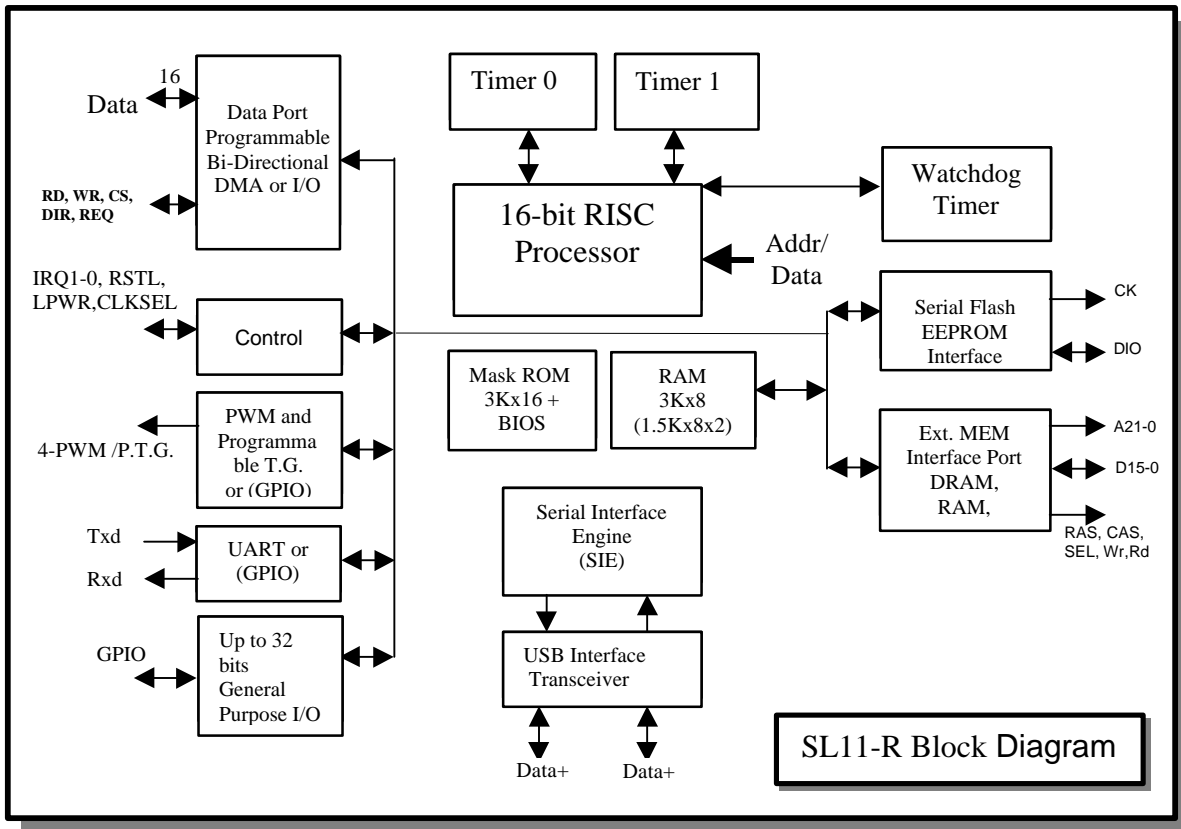 16
Data
Data Port
Programmable
Bi-Directional
DMA or I/O
RD, WR, CS,
DIR, REQ
IRQ1-0, RSTL,
LPWR,CLKSEL
Control
PWM and
Programma
ble T.G.
or (GPIO)
4-PWM /P.T.G.
Txd
Rxd
UART or
(GPIO)
GPIO
Up to 32
bits
General
Purpose I/O
Timer 0
Timer 1
16-bit RISC
Processor
Addr/
Data
Watchdog
Timer
Mask ROM
3Kx16 +
BIOS
RAM
3Kx8
(1.5Kx8x2)
Serial Flash
EEPROM
Interface
CK
DIO
Ext. MEM
Interface Port
DRAM,
RAM,
A21-0
D15-0
RAS, CAS,
SEL, Wr,Rd
Serial Interface
Engine
(SIE)
USB Interface
Transceiver
Data+
Data+
SL11-R Block Diagram